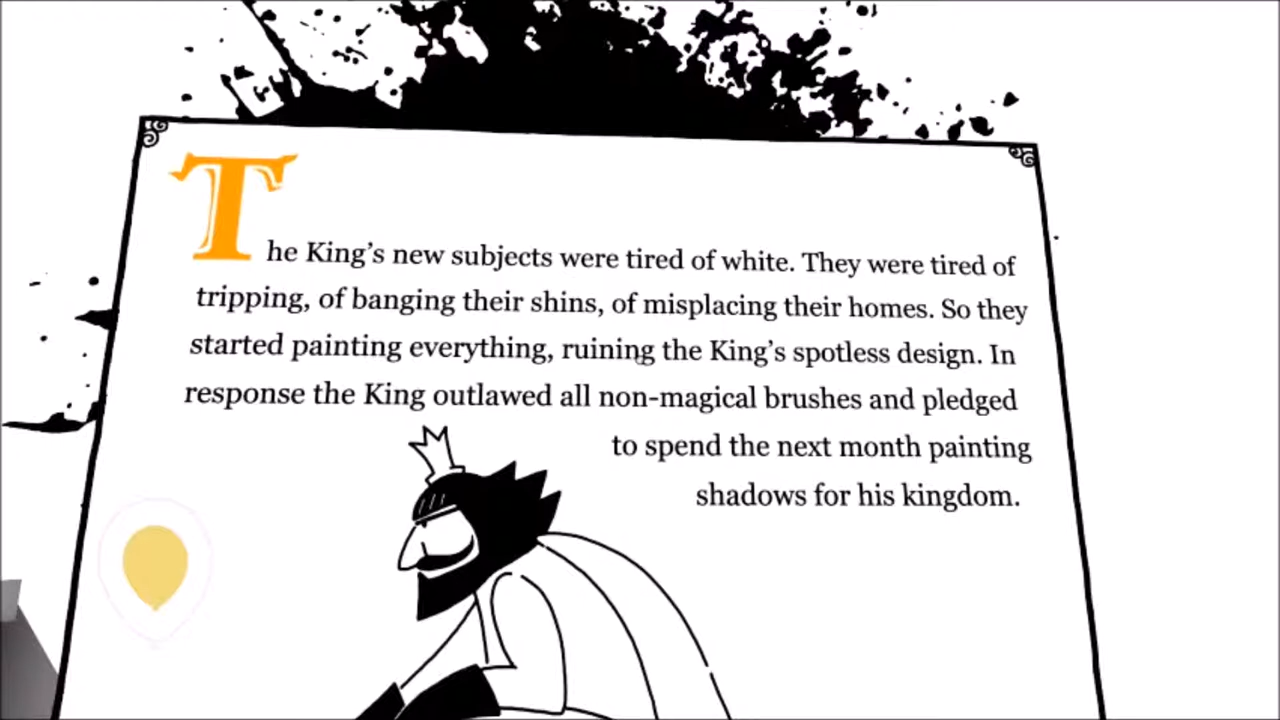 The King's new subjects were tired of white. They were tired of
tripping, of banging their shins, of misplacing their homes. So they
started painting everything, ruining the King's spotless design. In
response the King outlawed all non-magical brushes and pledged
to spend the next month painting
shadows for his kingdom.